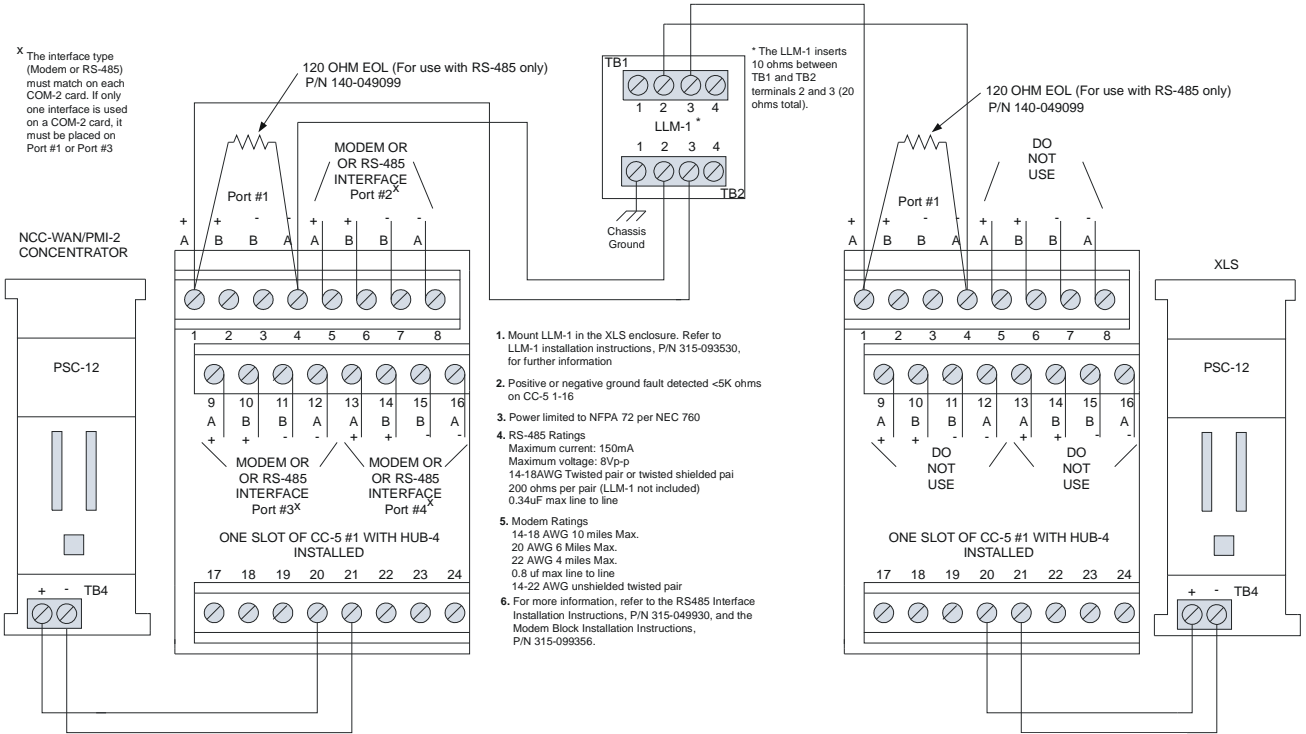 x The interface type
(Modem or RS-485)
must match on each
COM-2 card. If only
one interface is used
on a COM-2 card, it
must be placed on
Port #1 or Port #3
120 OHM EOL (For use with RS-485 only)
P/N 140-049099
MODEM OR
OR RS-485
INTERFACE
Port #2x
Port #1
+ + - - + + - -
A B B A A B B A
NCC-WAN/PMI-2
CONCENTRATOR
PSC-12
+ - TB4
1 2 3 4 5 6 7 8
9 10 11 12 13 14 15 16
A B B A A B B A
+ + - - + + - -
MODEM OR
OR RS-485
INTERFACE
Port #3x
MODEM OR
OR RS-485
INTERFACE
Port #4x
ONE SLOT OF CC-5 #1 WITH HUB-4
INSTALLED
17 18 19 20 21 22 23 24
TB1
1 2 3 4
LLM-1 *
1 2 3 4
TB2
Chassis
Ground
* The LLM-1 inserts
10 ohms between
TB1 and TB2
terminals 2 and 3 (20
ohms total).
1. Mount LLM-1 in the XLS enclosure. Refer to
LLM-1 installation instructions, P/N 315-093530,
for further information
2. Positive or negative ground fault detected <5K ohms
on CC-5 1-16
3. Power limited to NFPA 72 per NEC 760
4. RS-485 Ratings
Maximum current: 150mA
Maximum voltage: 8Vp-p
14-18AWG Twisted pair or twisted shielded pai
200 ohms per pair (LLM-1 not included)
0.34uF max line to line
5. Modem Ratings
14-18 AWG 10 miles Max.
20 AWG 6 Miles Max.
22 AWG 4 miles Max.
0.8 uf max line to line
14-22 AWG unshielded twisted pair
6. For more information, refer to the RS485 Interface
Installation Instructions, P/N 315-049930, and the
Modem Block Installation Instructions,
P/N 315-099356.
120 OHM EOL (For use with RS-485 only)
P/N 140-049099
DO
NOT
USE
Port #1
+ + - - + + - -
A B B A A B B A
1 2 3 4 5 6 7 8
9 10 11 12 13 14 15 16
A B B A A B B A
+ + - - + + - -
DO
NOT
USE
DO
NOT
USE
ONE SLOT OF CC-5 #1 WITH HUB-4
INSTALLED
17 18 19 20 21 22 23 24
XLS
PSC-12
+ - TB4